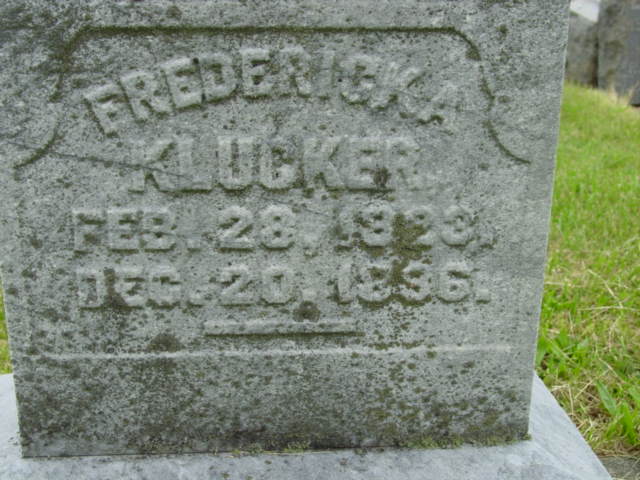 FREDERICKA
KLUCKER.
FEB. 28, 1823.
DEC. 20, 1896.